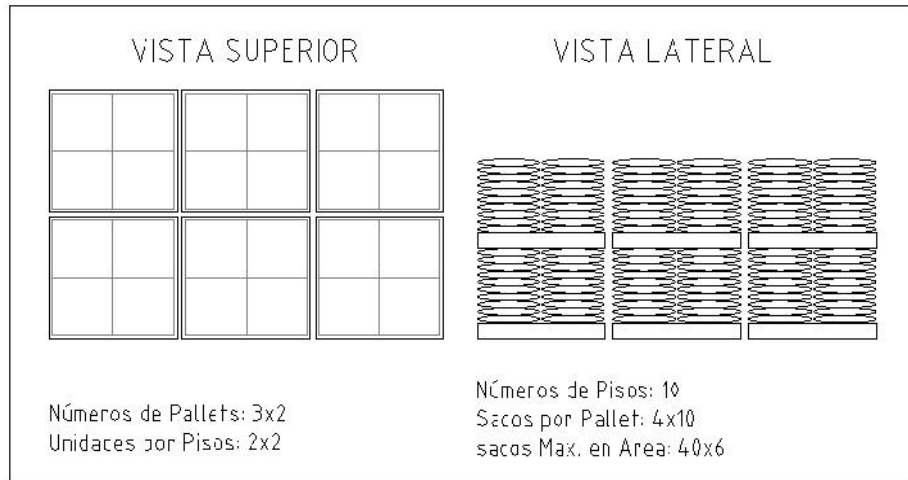 VISTA SUPERIOR
VISTA LATERAL
Números de Pallets: 3x2
Unidades por Pisos: 2x2
Números de Pisos: 10
Sacos por Pallet: 4x10
sacos Max. en Area: 40x6